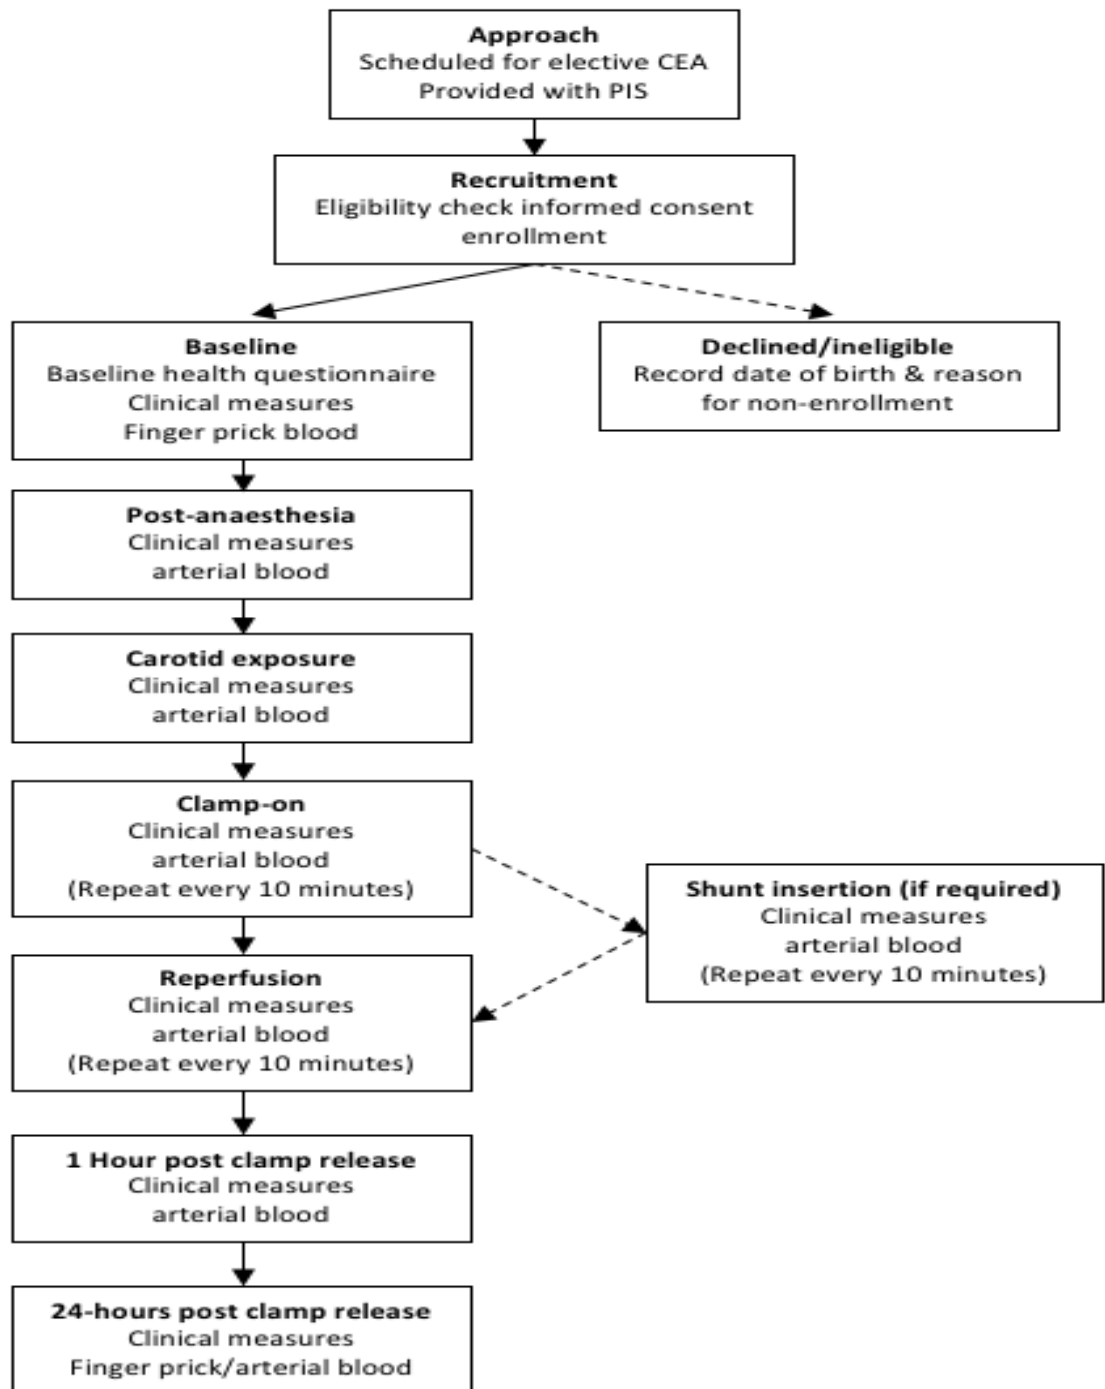 Approach
Scheduled for elective CEA
Provided with PIS
Recruitment
Eligibility check informed consent
enrollment
Baseline
Baseline health questionnaire
Clinical measures
Finger prick blood
Declined/ineligible
Record date of birth & reason
for non-enrollment
Post-anaesthesia
Clinical measures
arterial blood
Carotid exposure
Clinical measures
arterial blood
Clamp-on
Clinical measures
arterial blood
(Repeat every 10 minutes)
Shunt insertion (if required)
Clinical measures
arterial blood
(Repeat every 10 minutes)
Reperfusion
Clinical measures
arterial blood
(Repeat every 10 minutes)
1 Hour post clamp release
Clinical measures
arterial blood
24-hours post clamp release
Clinical measures
Finger prick/arterial blood